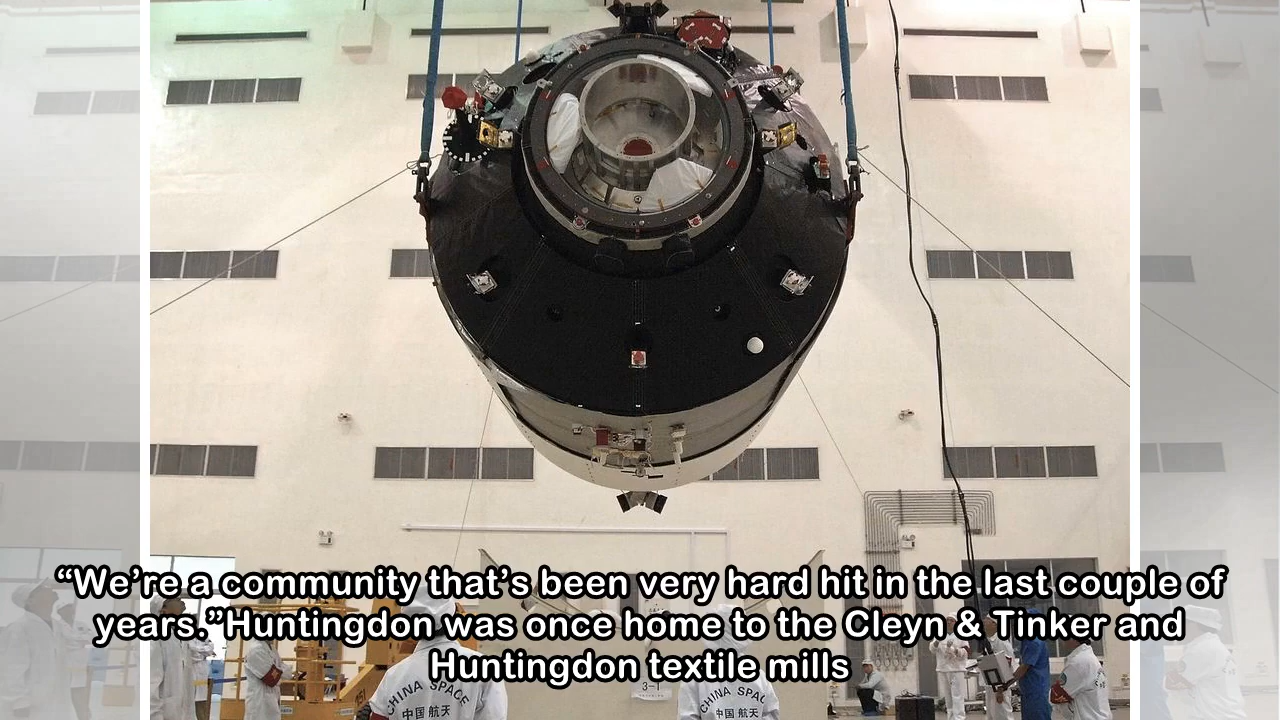 “We’re a community that’s been very hard hit in the last couple of
years.”Huntingdon was once home to the Cleyn & Tinker and
Huntingdon textile mills
3-1
CHINA SPACE
中国航天
CHINA SPAC
中国航天